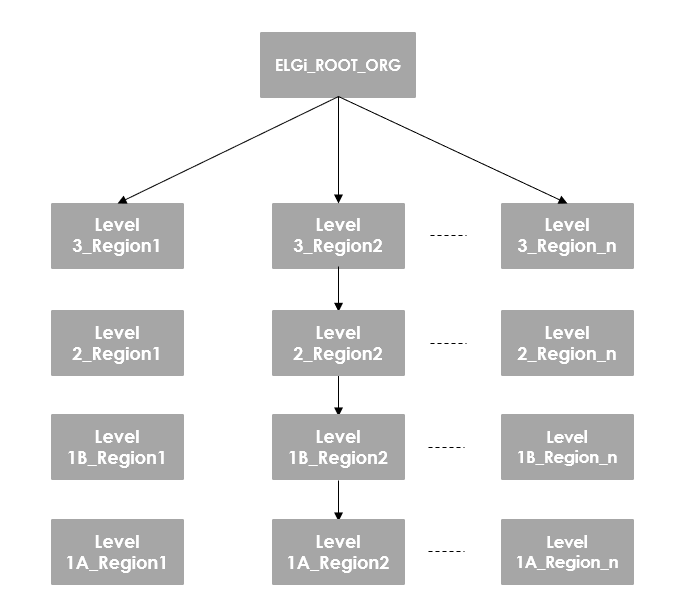 ELGi_ROOT_ORG
Level
3_Region1
Level
3_Region2
Level
3_Region_n
Level
2_Region1
Level
2_Region2
Level
2_Region_n
Level
1B_Region1
Level
1B_Region2
Level
1B_Region_n
Level
1A_Region1
Level
1A_Region2
Level
1A_Region_n